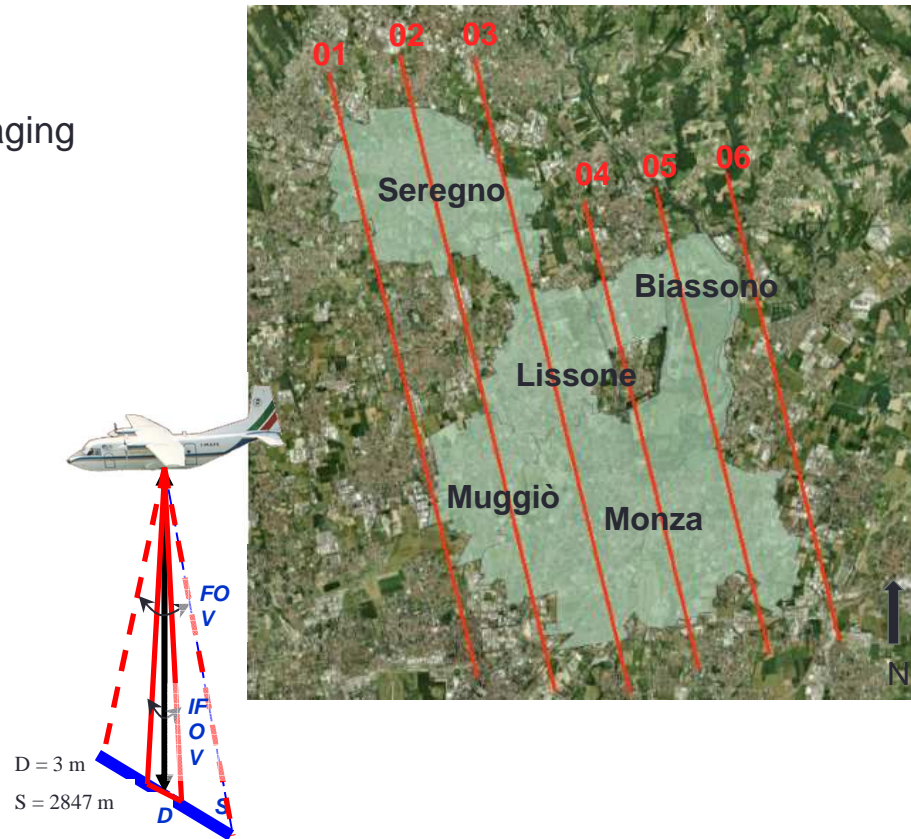 aging
01
02
03
04
05
06
Seregno
Biassono
Lissone
Muggiò
Monza
N
FO
V
IF
O
V
D = 3 m
S = 2847 m
D
S